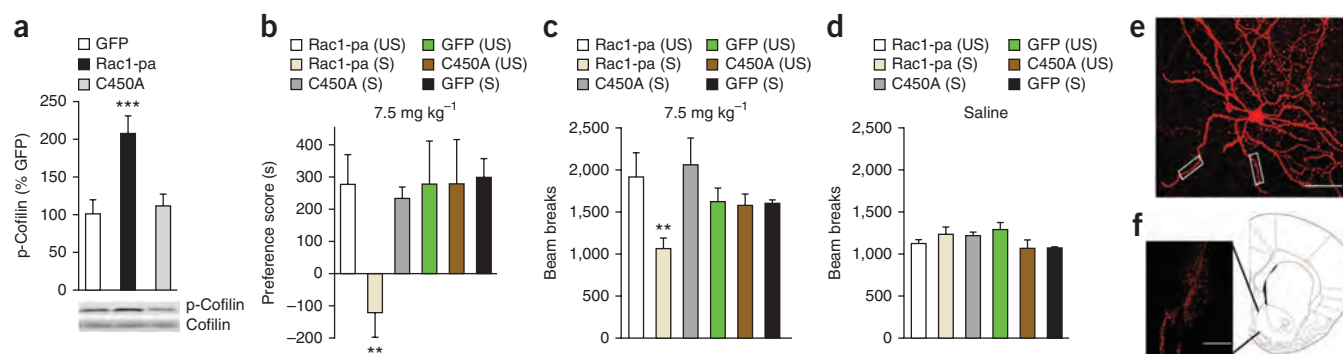 a
GFP
Rac1-pa
C450A
***
250
200
150
100
50
0
p-Cofilin (% GFP)
p-Cofilin
Cofilin
b
Rac1-pa (US) GFP (US)
Rac1-pa (S) C450A (US)
C450A (S) GFP (S)
7.5 mg kg⁻¹
400
300
200
100
0
–100
–200
Preference score (s)
**
c
Rac1-pa (US) GFP (US)
Rac1-pa (S) C450A (US)
C450A (S) GFP (S)
7.5 mg kg⁻¹
2,500
2,000
1,500
1,000
500
0
Beam breaks
**
d
Rac1-pa (US) GFP (US)
Rac1-pa (S) C450A (US)
C450A (S) GFP (S)
Saline
2,500
2,000
1,500
1,000
500
0
Beam breaks
e
f